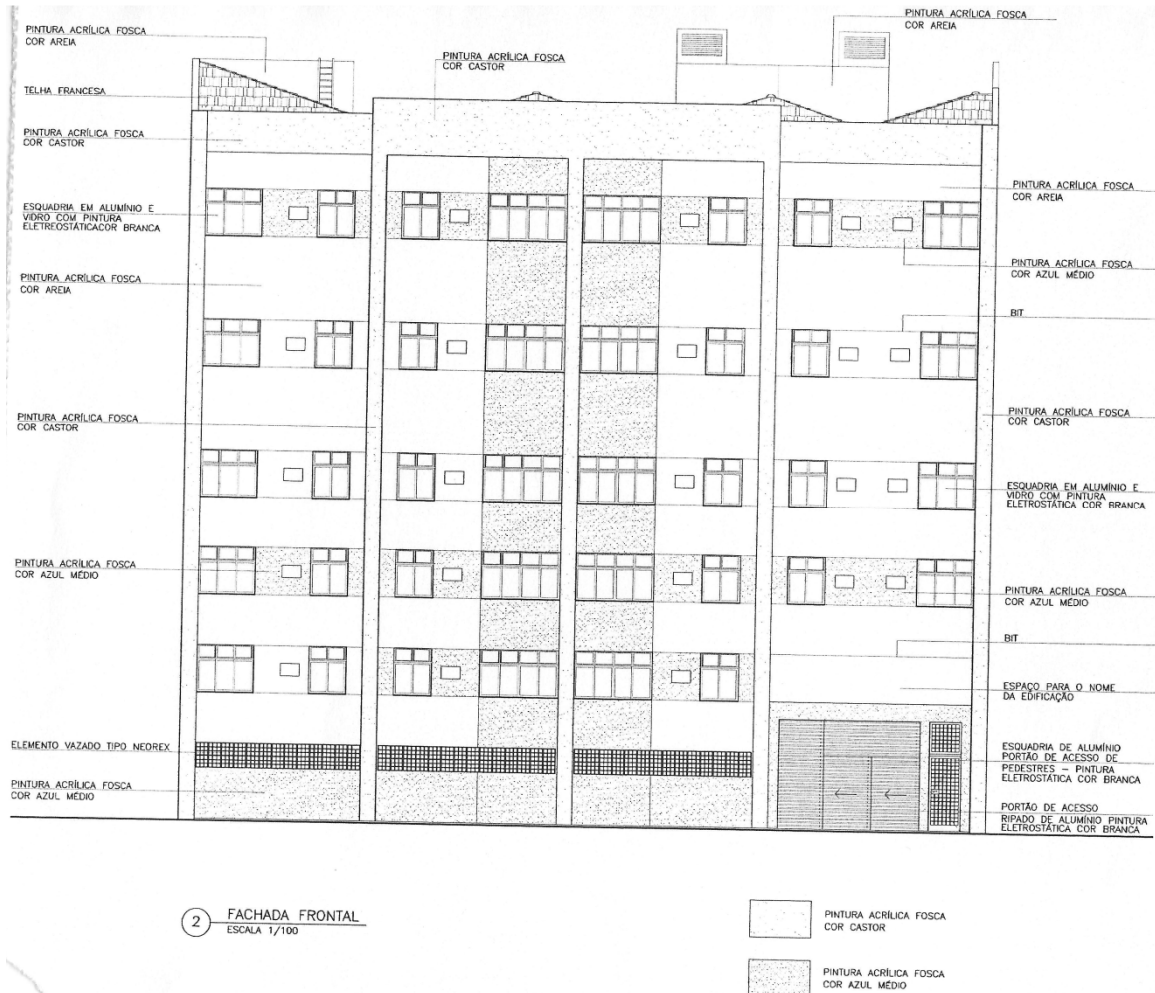 PINTURA ACRÍLICA FOSCA
COR AREIA
TELHA FRANCESA
PINTURA ACRÍLICA FOSCA
COR CASTOR
ESQUADRIA EM ALUMÍNIO E
VIDRO COM PINTURA
ELETREOSTÁTICACOR BRANCA
PINTURA ACRÍLICA FOSCA
COR AREIA
PINTURA ACRÍLICA FOSCA
COR CASTOR
PINTURA ACRÍLICA FOSCA
COR AZUL MÉDIO
ELEMENTO VAZADO TIPO NEOREX
PINTURA ACRÍLICA FOSCA
COR AZUL MÉDIO
PINTURA ACRÍLICA FOSCA
COR CASTOR
PINTURA ACRÍLICA FOSCA
COR AREIA
PINTURA ACRÍLICA FOSCA
COR AREIA
PINTURA ACRÍLICA FOSCA
COR AZUL MÉDIO
BIT
PINTURA ACRÍLICA FOSCA
COR CASTOR
ESQUADRIA EM ALUMÍNIO E
VIDRO COM PINTURA
ELETROSTÁTICA COR BRANCA
PINTURA ACRÍLICA FOSCA
COR AZUL MÉDIO
BIT
ESPAÇO PARA O NOME
DA EDIFICAÇÃO
ESQUADRIA DE ALUMÍNIO
PORTÃO DE ACESSO DE
PEDESTRES – PINTURA
ELETROSTÁTICA COR BRANCA
PORTÃO DE ACESSO
RIPADO DE ALUMÍNIO PINTURA
ELETROSTÁTICA COR BRANCA
2 FACHADA FRONTAL
ESCALA 1/100
PINTURA ACRÍLICA FOSCA
COR CASTOR
PINTURA ACRÍLICA FOSCA
COR AZUL MÉDIO